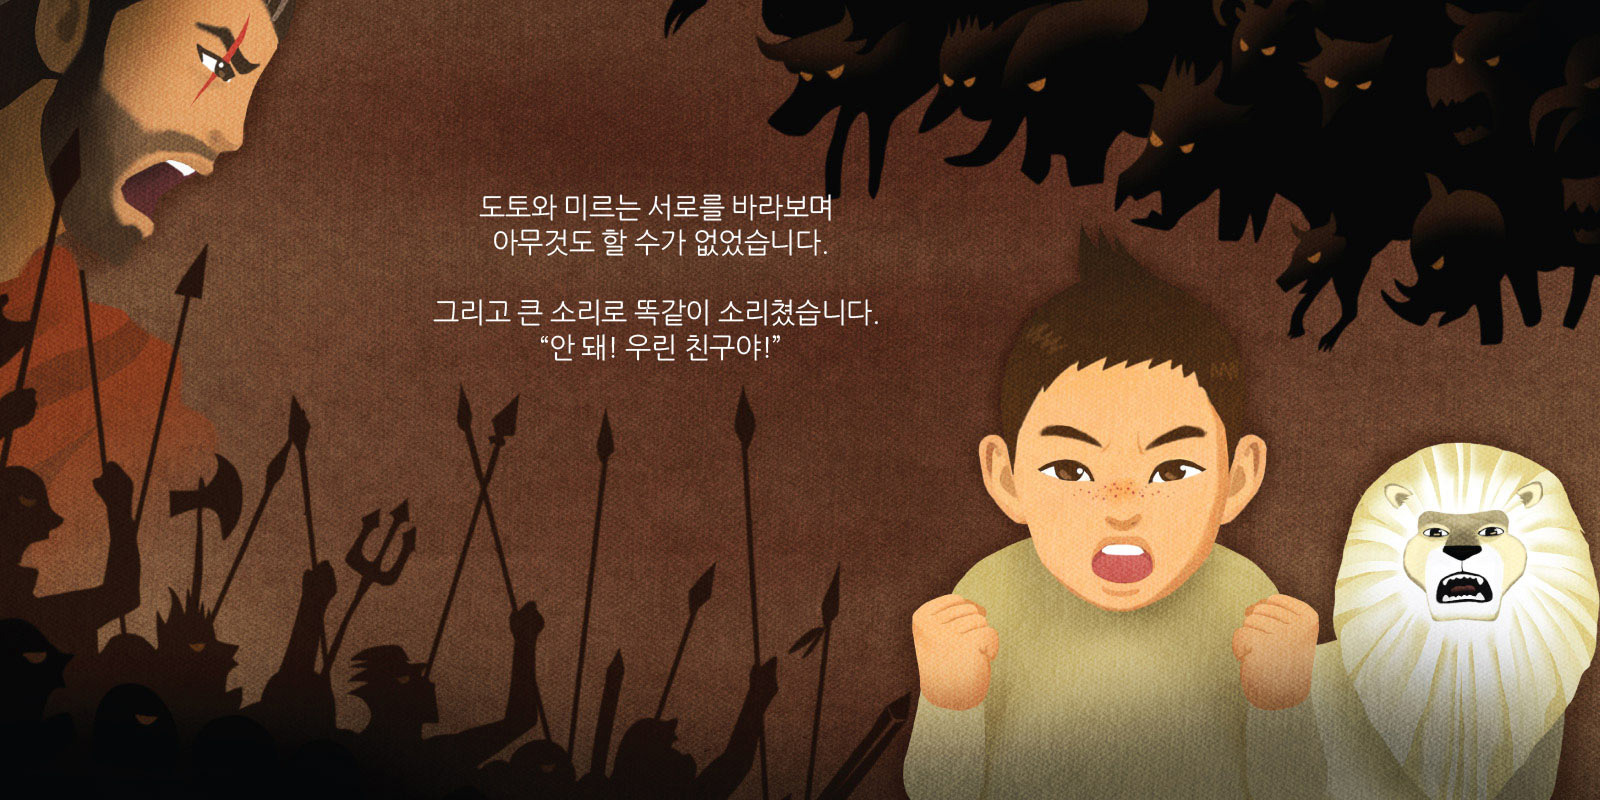 도토와 미르는 서로를 바라보며
아무것도 할 수가 없었습니다.
그리고 큰 소리로 똑같이 소리쳤습니다.
“안 돼! 우린 친구야!”